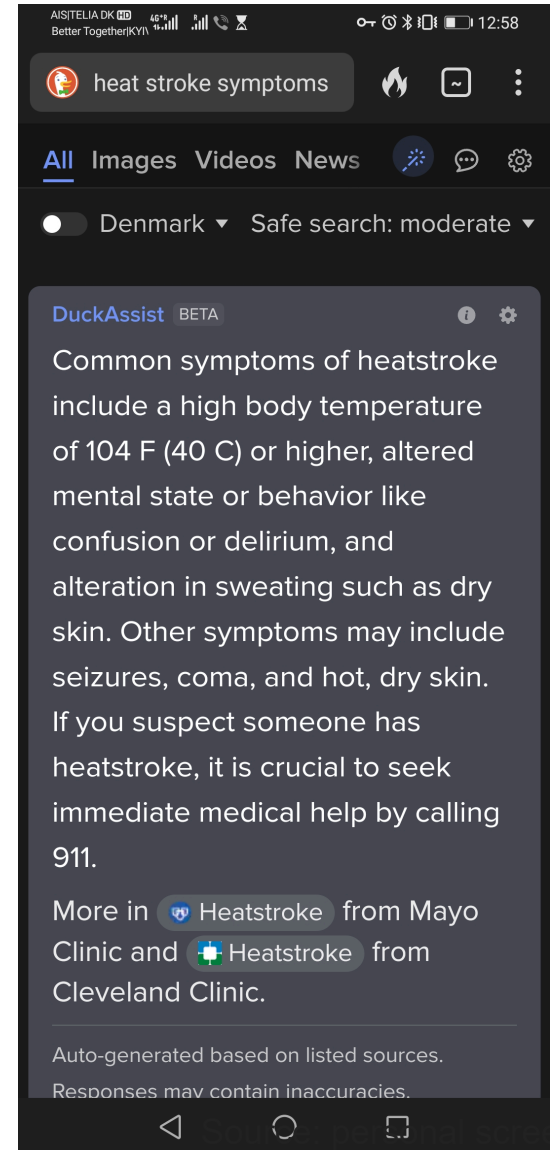 AIS|TELIA DK HD
Better Together|KYI
4G+R R 12:58
heat stroke symptoms
All Images Videos News
Denmark Safe search: moderate
DuckAssist BETA
Common symptoms of heatstroke
include a high body temperature
of 104 F (40 C) or higher, altered
mental state or behavior like
confusion or delirium, and
alteration in sweating such as dry
skin. Other symptoms may include
seizures, coma, and hot, dry skin.
If you suspect someone has
heatstroke, it is crucial to seek
immediate medical help by calling
911.
More in Heatstroke from Mayo
Clinic and Heatstroke from
Cleveland Clinic.
Auto-generated based on listed sources.
Responses may contain inaccuracies.
Source: personal